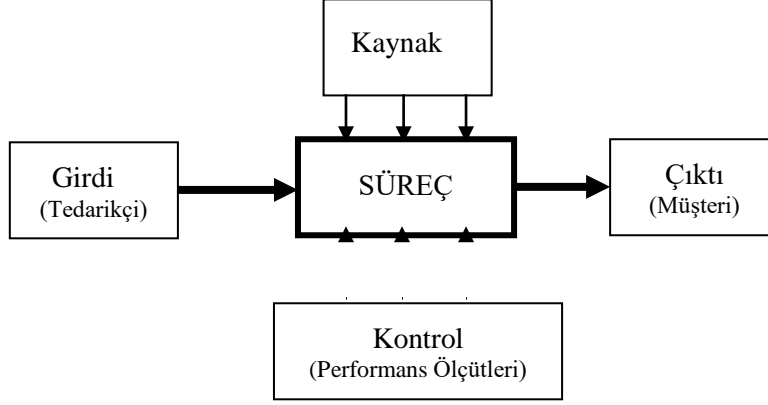 Kaynak
Girdi
(Tedarikçi)
SÜREÇ
Çıktı
(Müşteri)
Kontrol
(Performans Ölçütleri)